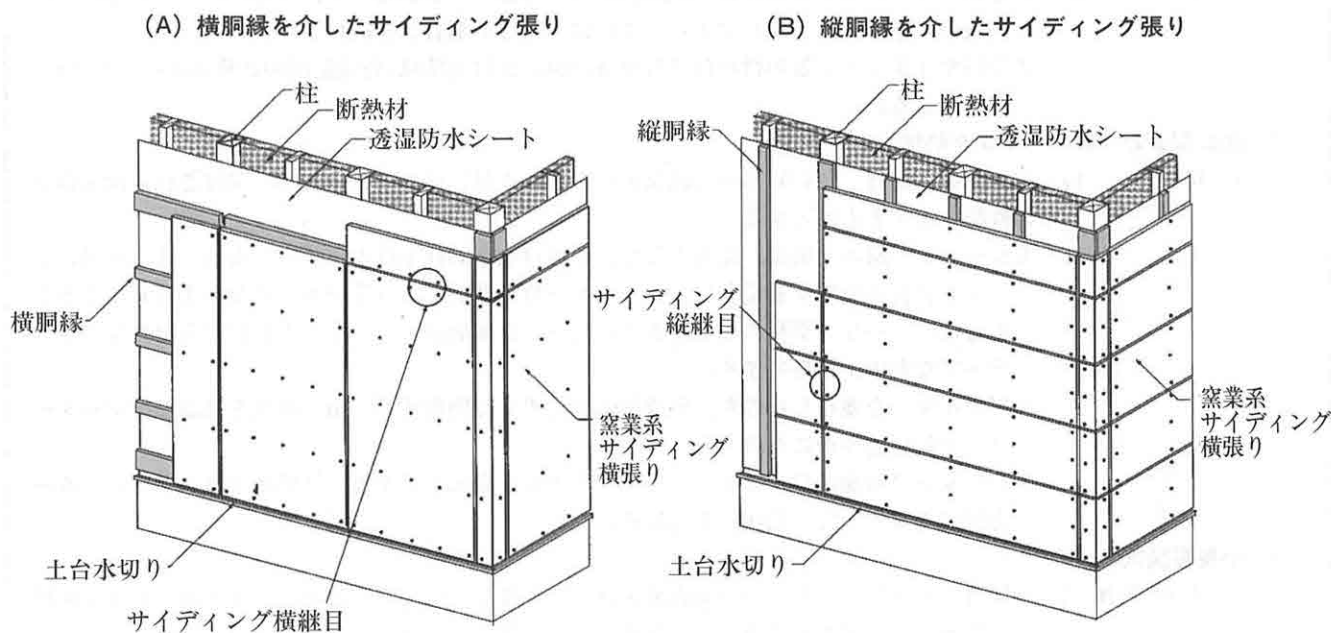 (A) 横胴縁を介したサイディング張り
柱
断熱材
透湿防水シート
横胴縁
窯業系
サイディング
横張り
土台水切り
サイディング横継目
(B) 縦胴縁を介したサイディング張り
柱
断熱材
縦胴縁
透湿防水シート
サイディング
縦継目
窯業系
サイディング
横張り
土台水切り